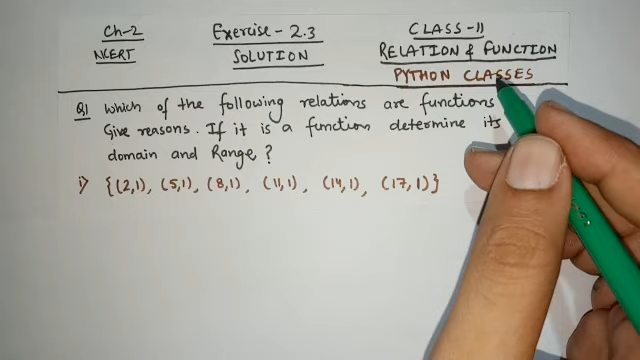 Ch-2 Exercise - 2.3 CLASS-11
NCERT SOLUTION RELATION & FUNCTION
PYTHON CLASSES
Q1 Which of the following relations are functions
Give reasons. If it is a function determine its
domain and Range?
i) {(2,1), (5,1), (8,1), (11,1), (14,1), (17,1)}